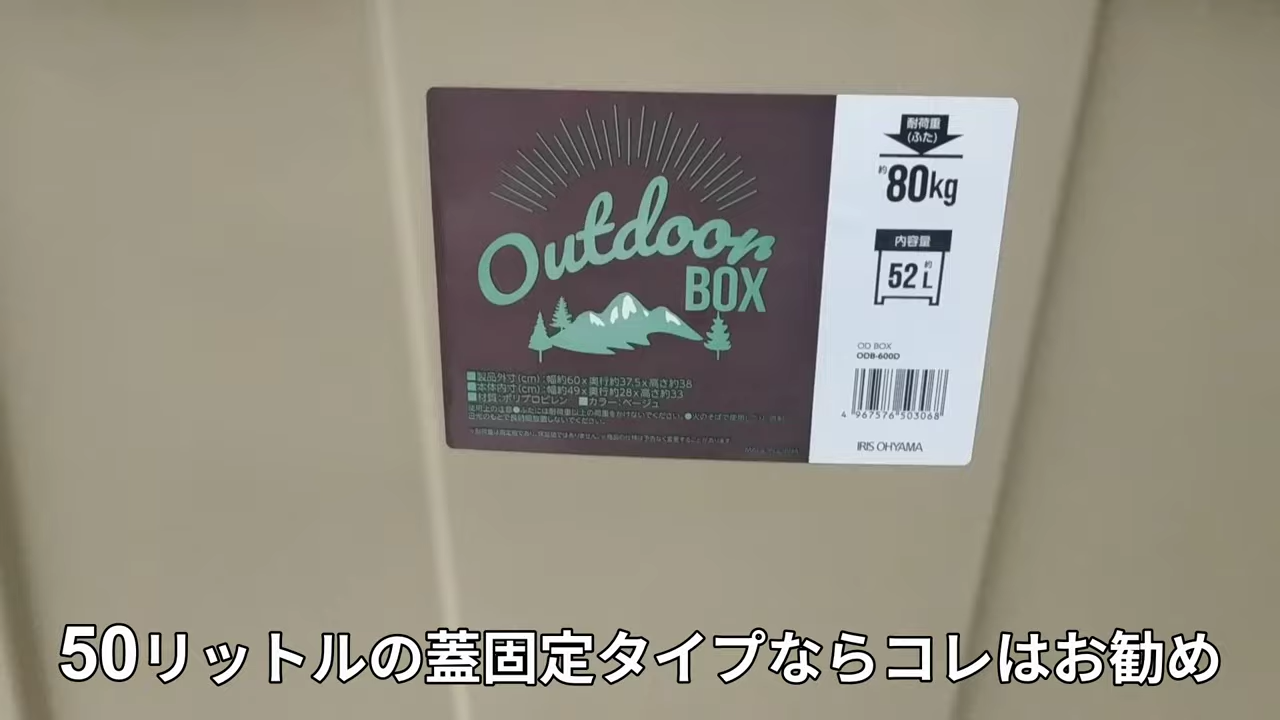 Outdoor
BOX
■製品外寸(cm):幅約60x奥行約37.5x高さ約38
■本体内寸(cm):幅約49x奥行約28x高さ約33
■材質:ポリプロピレン ■カラー:ベージュ
耐荷重
(ふた)
約80kg
内容量
約52L
OD BOX
ODB-600D
4 967576 503068
IRIS OHYAMA
50リットルの蓋固定タイプならコレはお勧め